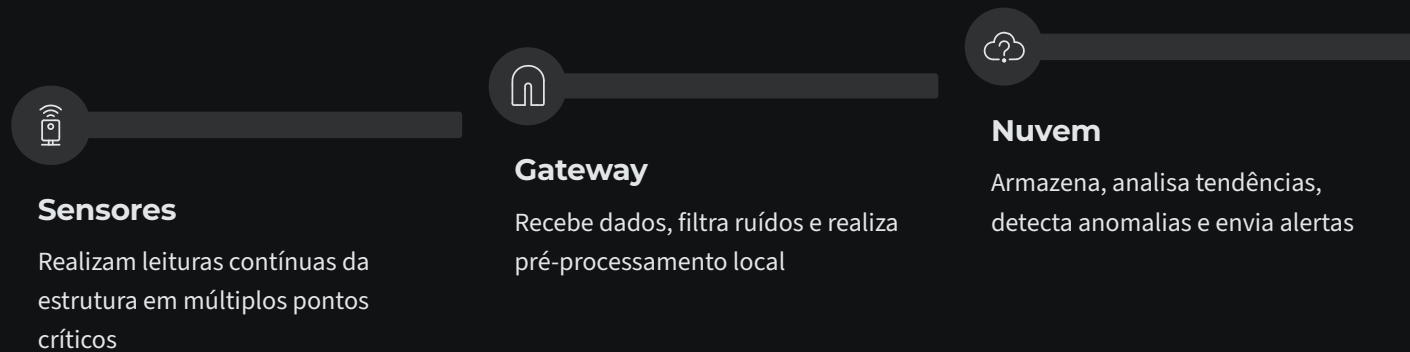 Sensores
Realizam leituras contínuas da
estrutura em múltiplos pontos
críticos
Gateway
Recebe dados, filtra ruídos e realiza
pré-processamento local
Nuvem
Armazena, analisa tendências,
detecta anomalias e envia alertas